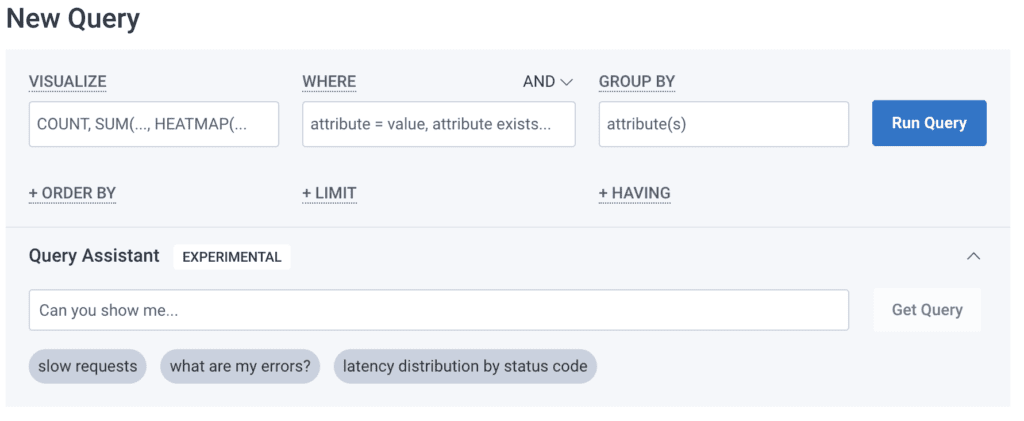 New Query
VISUALIZE WHERE AND GROUP BY
COUNT, SUM(..., HEATMAP(... attribute = value, attribute exists... attribute(s) Run Query
+ ORDER BY + LIMIT + HAVING
Query Assistant EXPERIMENTAL
Can you show me... Get Query
slow requests what are my errors? latency distribution by status code